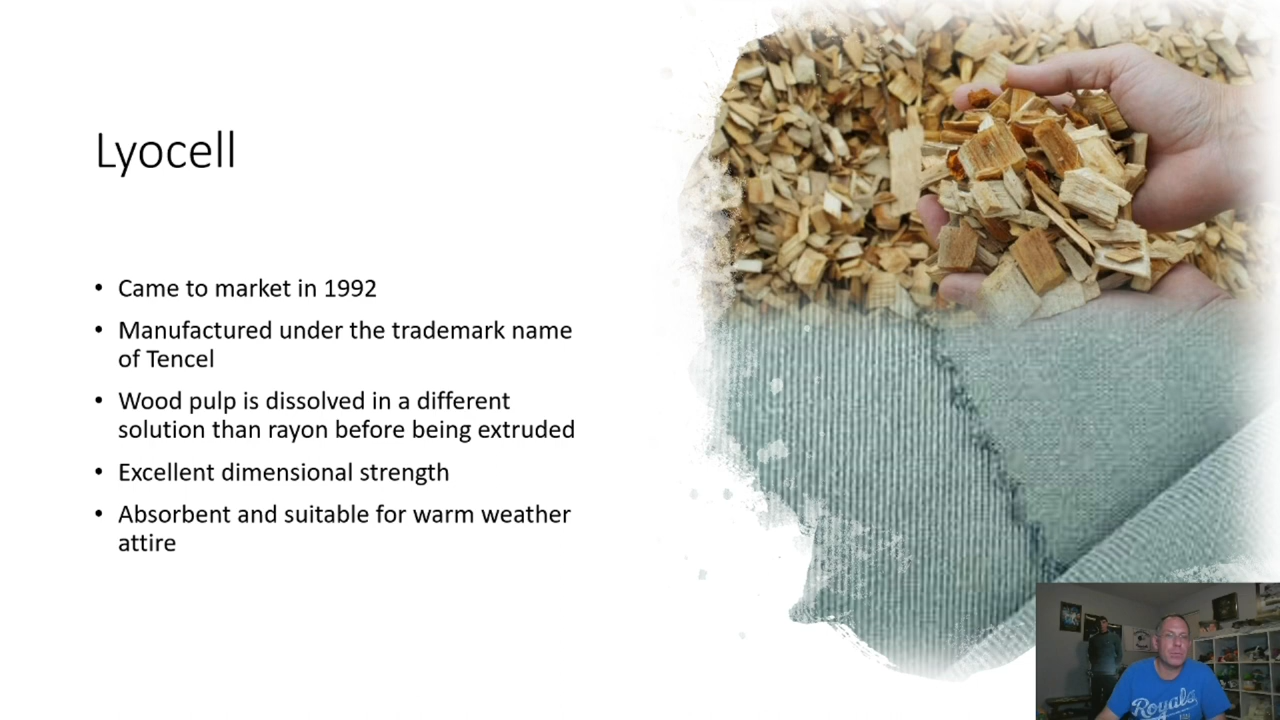 Lyocell
• Came to market in 1992
• Manufactured under the trademark name
of Tencel
• Wood pulp is dissolved in a different
solution than rayon before being extruded
• Excellent dimensional strength
• Absorbent and suitable for warm weather
attire
Royals